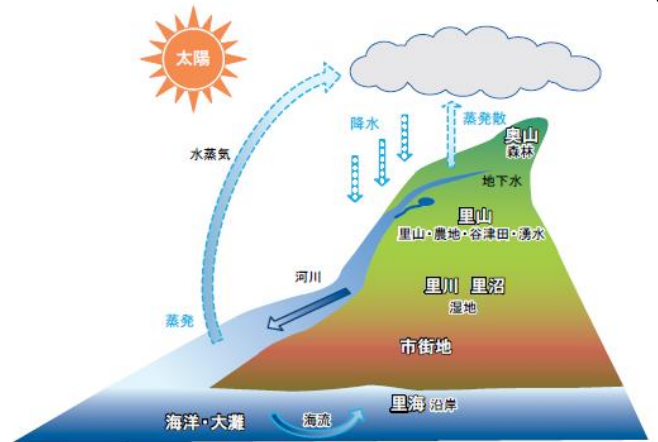 太陽
水蒸気
降水
蒸発散
奥山
森林
地下水
里山
里山・農地・谷津田・湧水
河川
里川 里沼
湿地
蒸発
市街地
里海 沿岸
海洋・大灘
海流